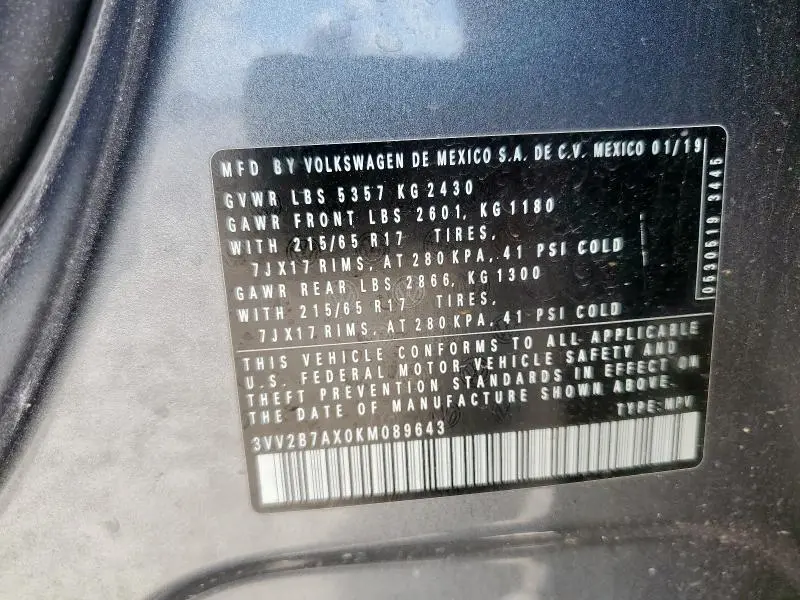 MFD BY VOLKSWAGEN DE MEXICO S.A. DE C.V. MEXICO 01/19
GVWR LBS 5357 KG 2430
GAWR FRONT LBS 2601, KG 1180
WITH 215/65 R17 TIRES,
7JX17 RIMS, AT 280 KPA, 41 PSI COLD
GAWR REAR LBS 2866, KG 1300
WITH 215/65 R17 TIRES,
7JX17 RIMS, AT 280 KPA, 41 PSI COLD
THIS VEHICLE CONFORMS TO ALL APPLICABLE
U.S. FEDERAL MOTOR VEHICLE SAFETY AND
THEFT PREVENTION STANDARDS IN EFFECT ON
THE DATE OF MANUFACTURE SHOWN ABOVE.
TYPE: MPV
3VV2B7AX0KM089643
0530519 3445